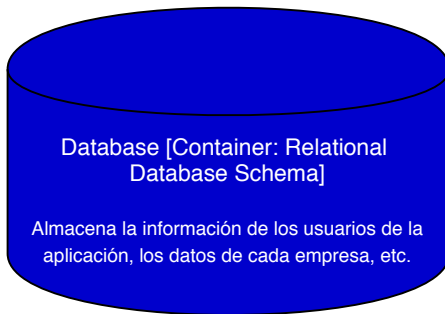 Database [Container: Relational
Database Schema]
Almacena la información de los usuarios de la
aplicación, los datos de cada empresa, etc.